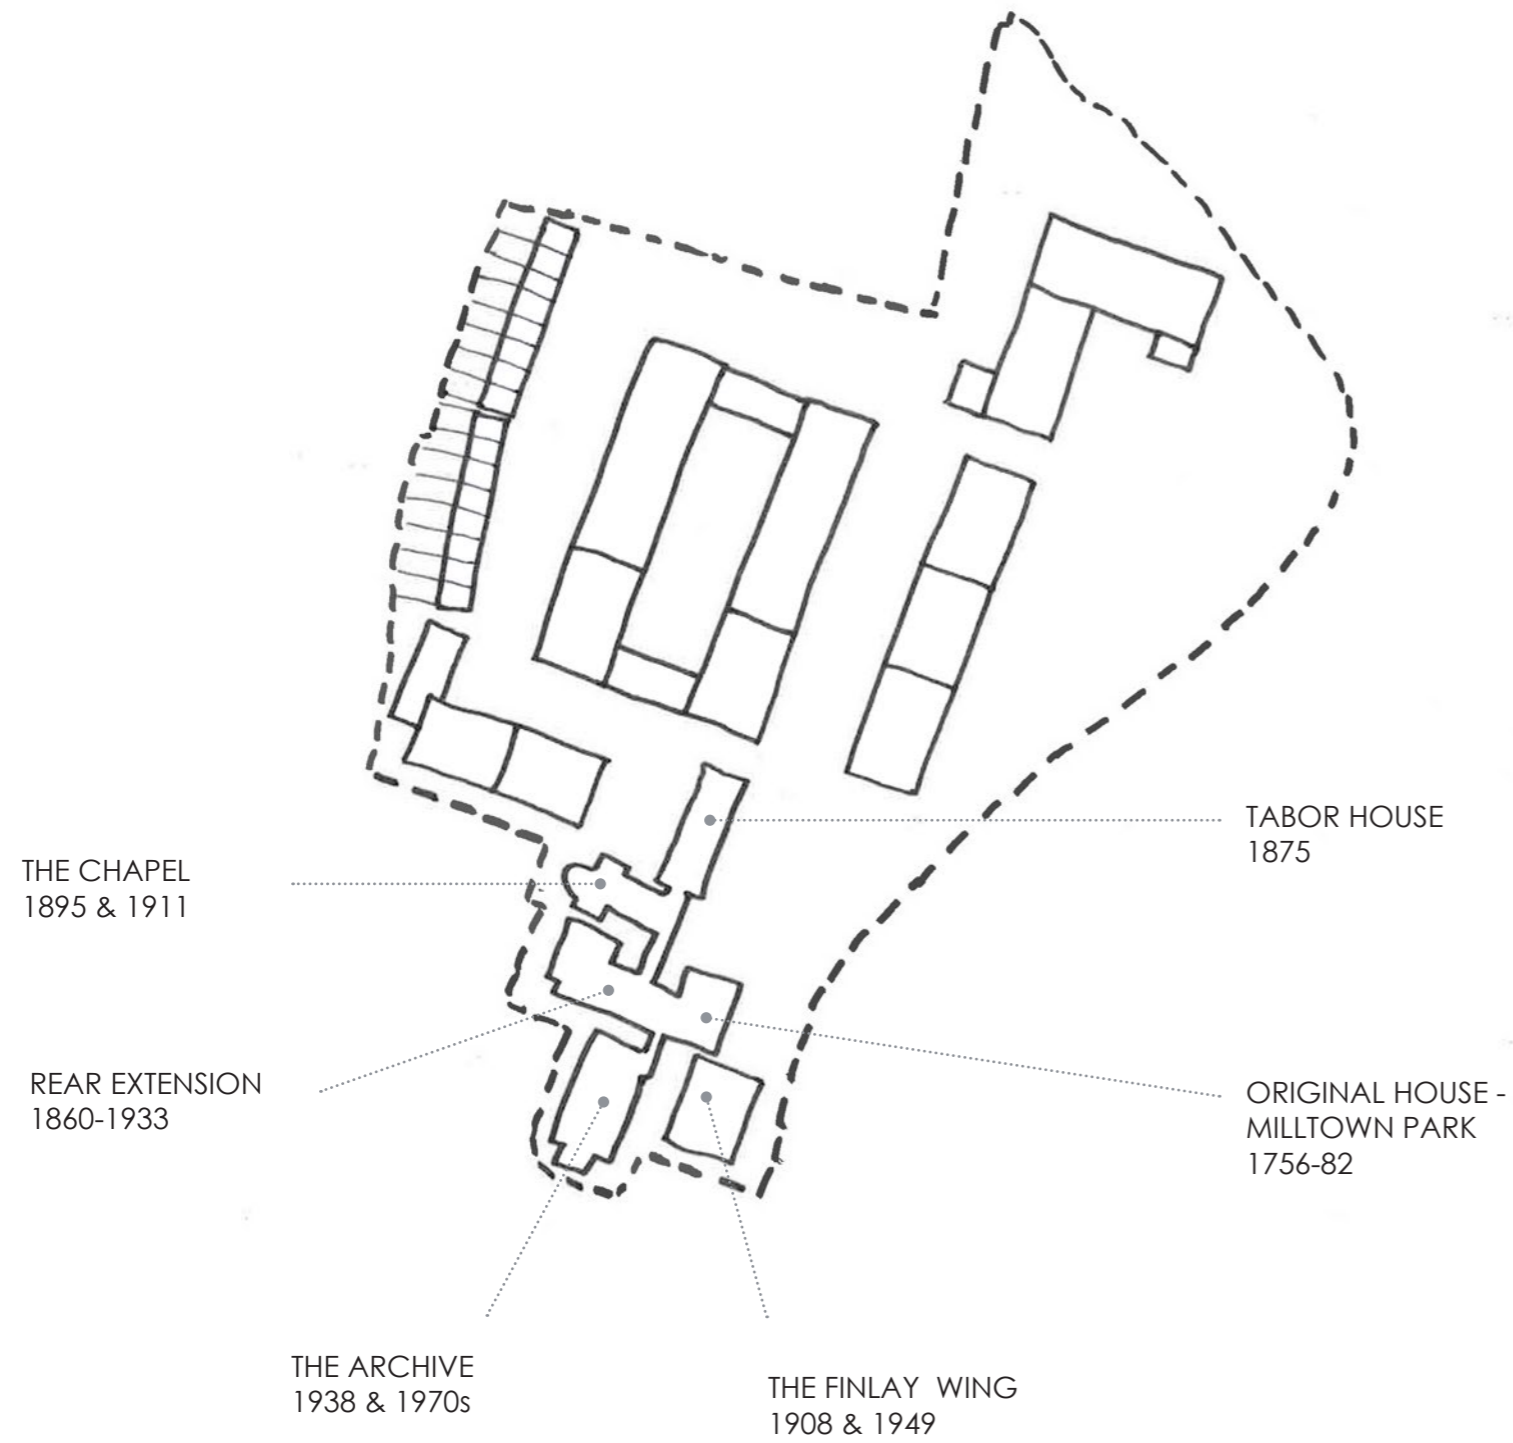 TABOR HOUSE
1875
THE CHAPEL
1895 & 1911
REAR EXTENSION
1860-1933
ORIGINAL HOUSE -
MILLTOWN PARK
1756-82
THE ARCHIVE
1938 & 1970s
THE FINLAY WING
1908 & 1949